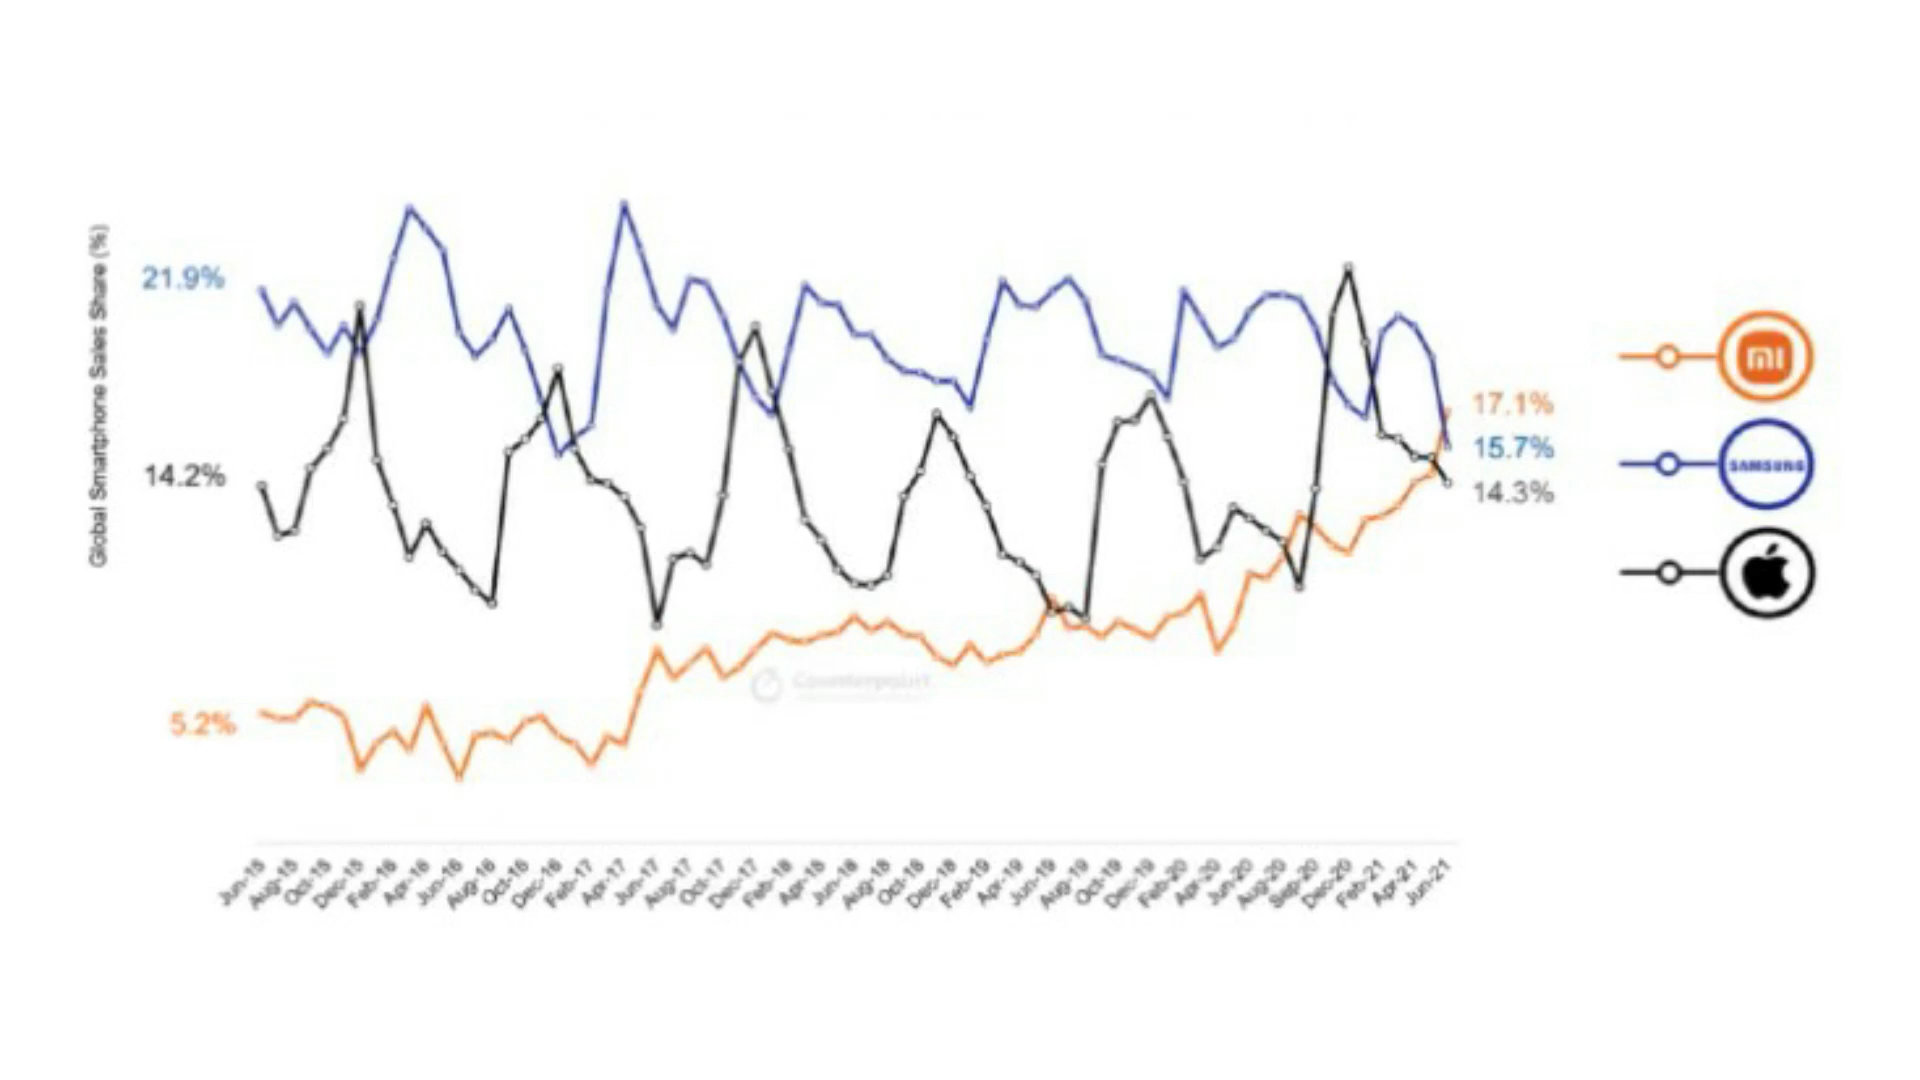 Global Smartphone Sales Share (%)
21.9%
14.2%
5.2%
17.1%
15.7%
14.3%
mi
SAMSUNG
Counterpoint
Jun-15
Aug-15
Oct-15
Dec-15
Feb-16
Apr-16
Jun-16
Aug-16
Oct-16
Dec-16
Feb-17
Apr-17
Jun-17
Aug-17
Oct-17
Dec-17
Feb-18
Apr-18
Jun-18
Aug-18
Oct-18
Dec-18
Feb-19
Apr-19
Jun-19
Aug-19
Oct-19
Dec-19
Feb-20
Apr-20
Jun-20
Aug-20
Sep-20
Dec-20
Feb-21
Apr-21
Jun-21